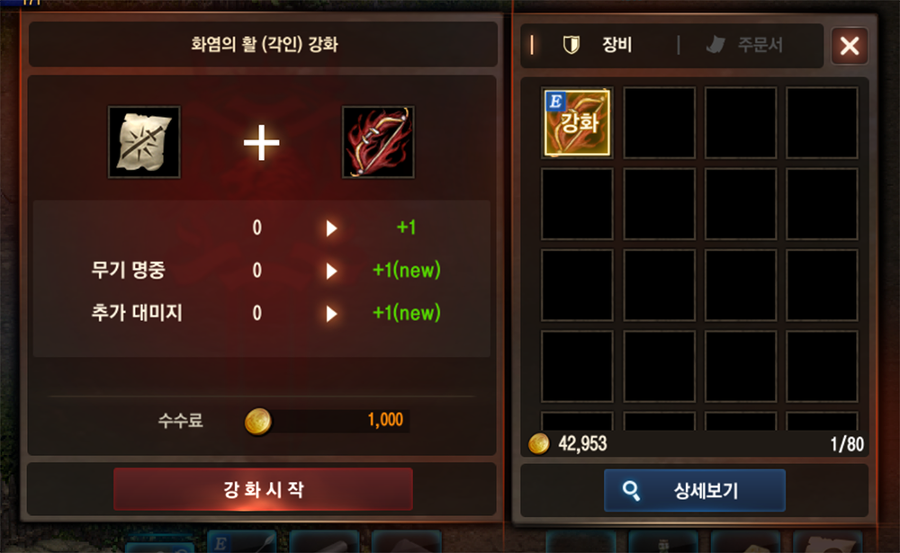 화염의 활 (각인) 강화
0 +1
무기 명중 0 +1(new)
추가 대미지 0 +1(new)
수수료 1,000
강화시작
장비 | 주문서
E
강화
42,953 1/80
상세보기
E